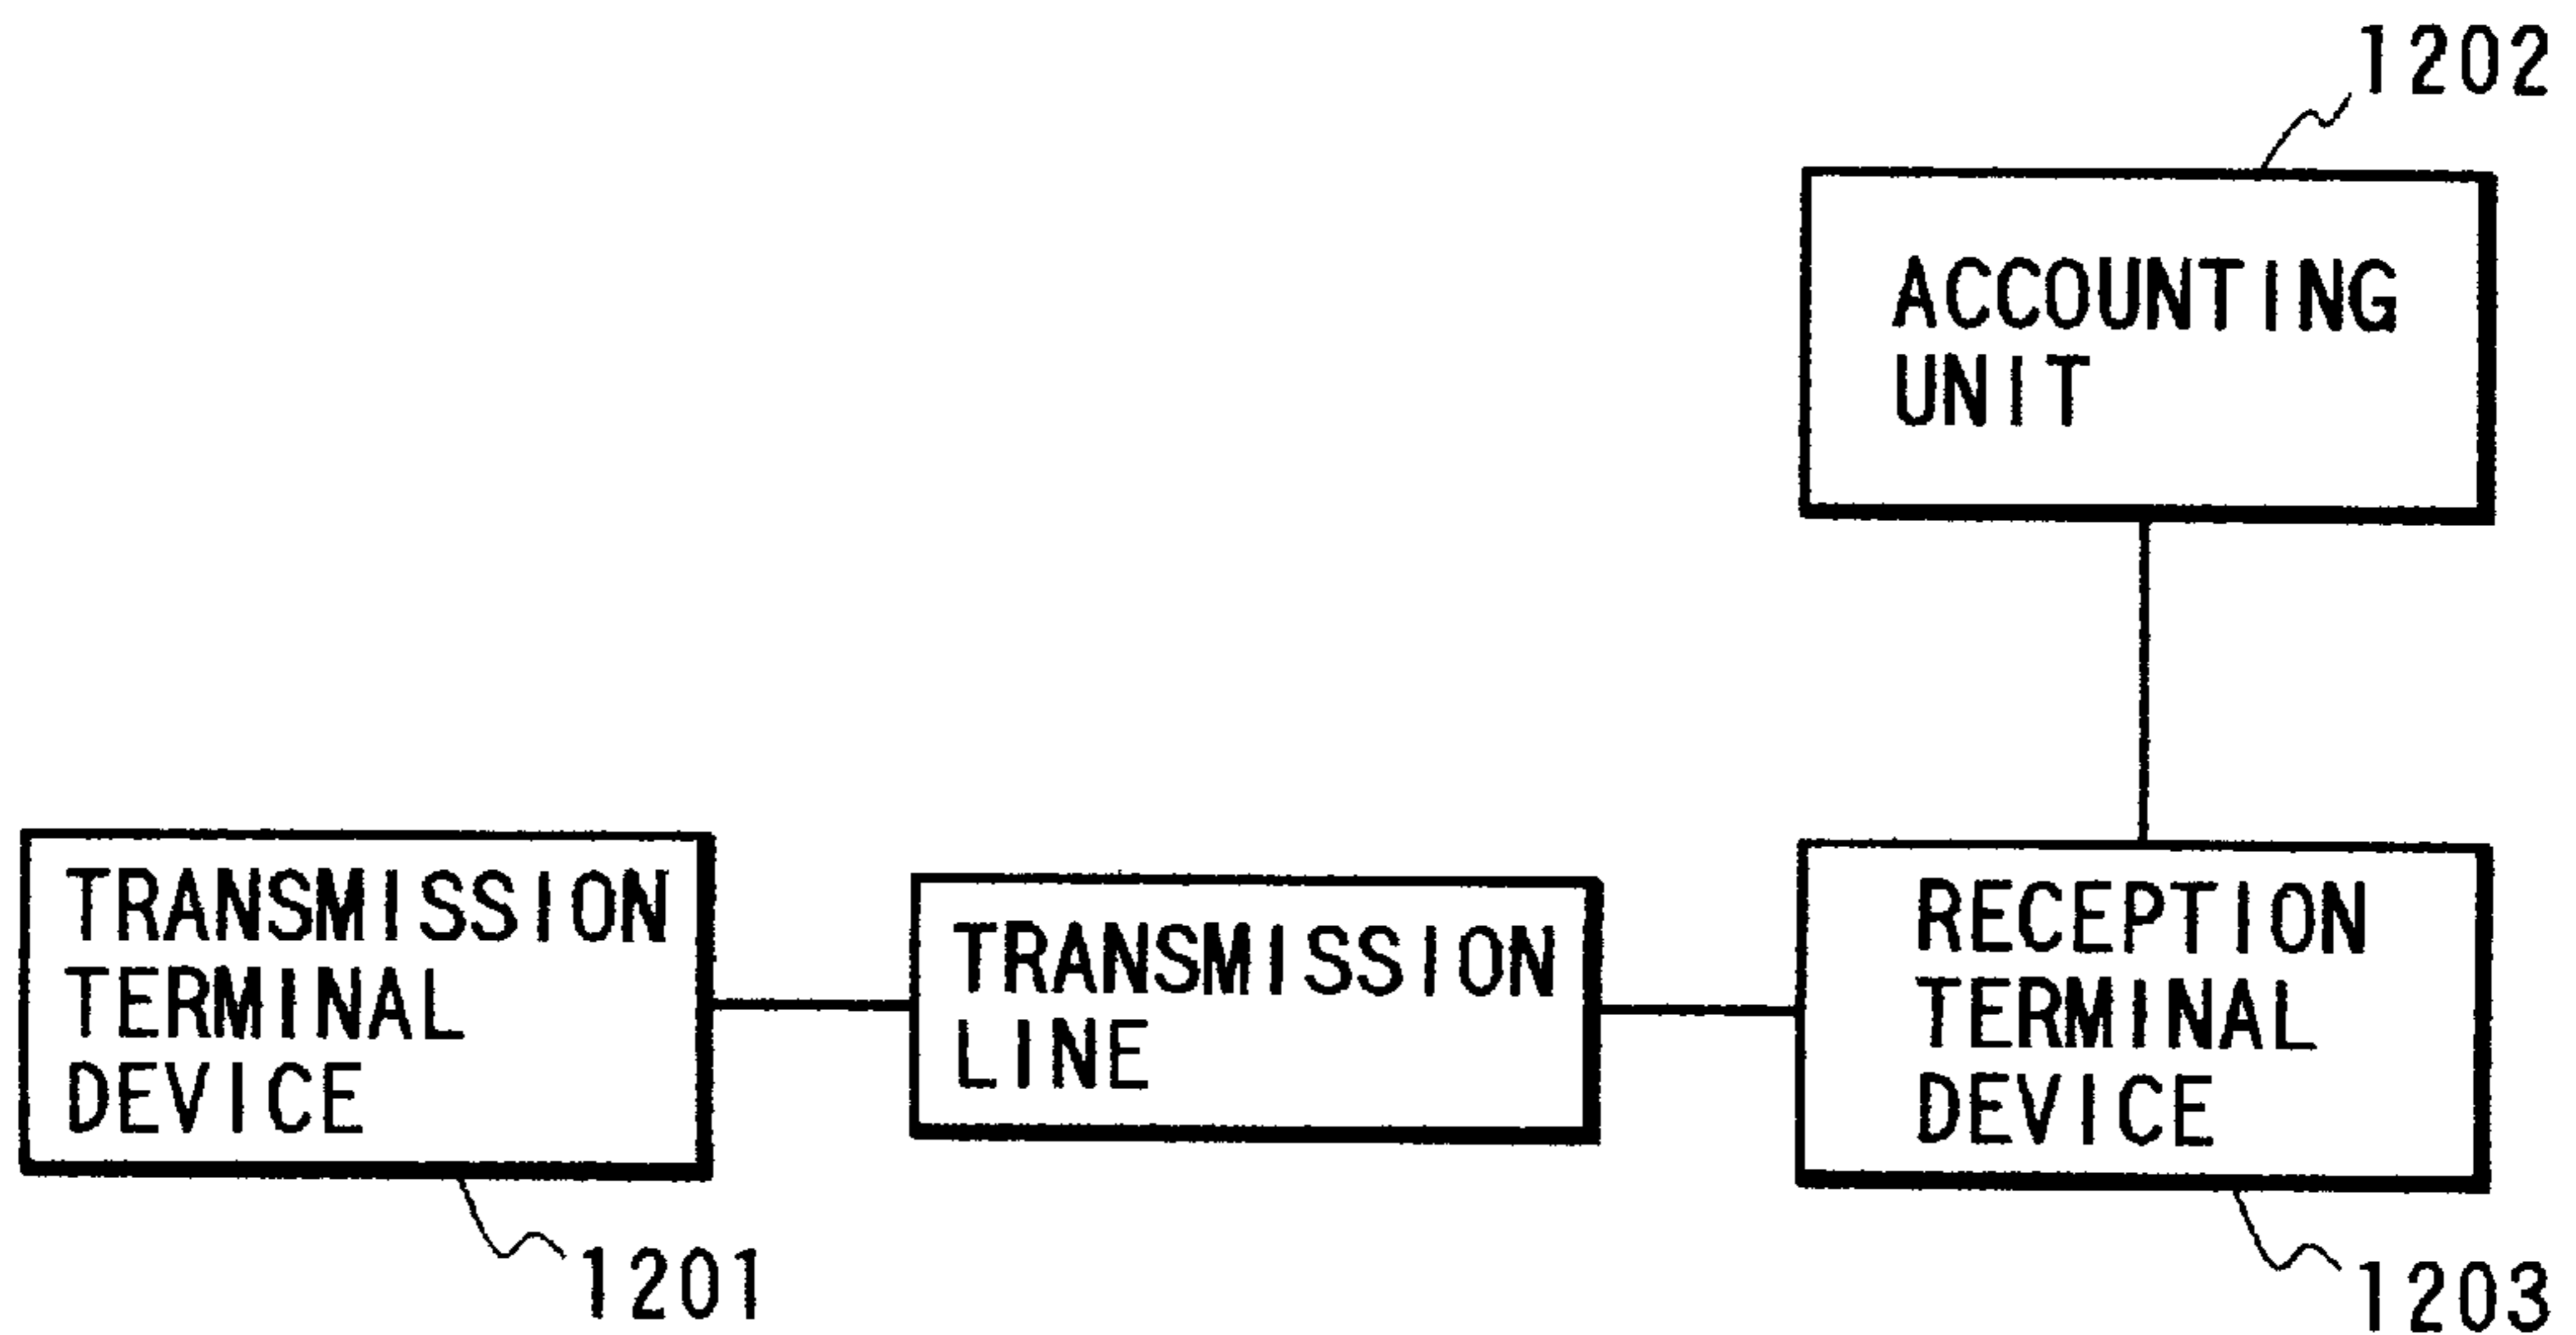 1202
ACCOUNTING
UNIT
TRANSMISSION
TERMINAL
DEVICE
TRANSMISSION
LINE
RECEPTION
TERMINAL
DEVICE
1201
1203